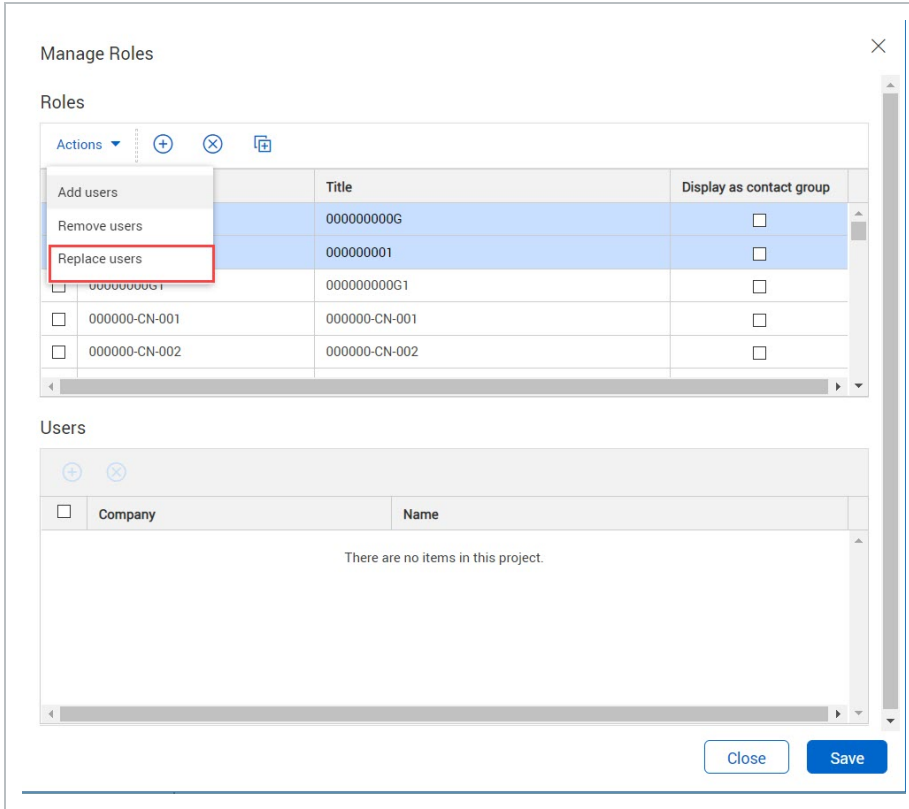 Manage Roles
Roles
Actions
Add users
Remove users
Replace users
Title
Display as contact group
000000000G
000000001
00000000G1
000000000G1
000000-CN-001
000000-CN-001
000000-CN-002
000000-CN-002
Users
Company
Name
There are no items in this project.
Close
Save